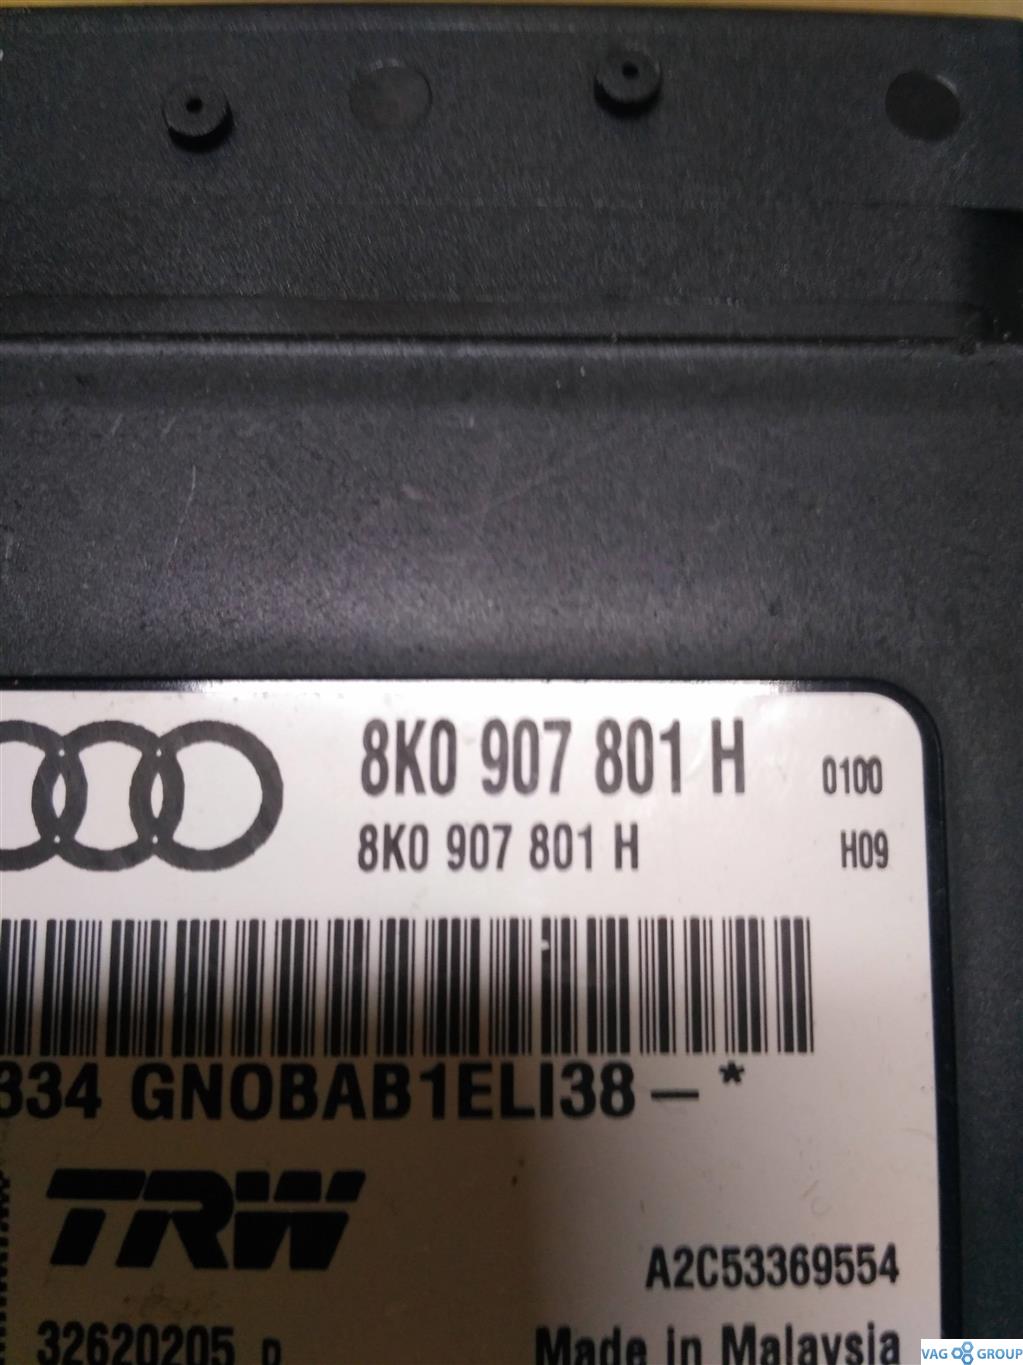 8K0 907 801 H 0100
8K0 907 801 H H09
334 GNOBAB1ELI38-*
TRW
A2C53369554
32620205 D Made in Malaysia
VAG GROUP